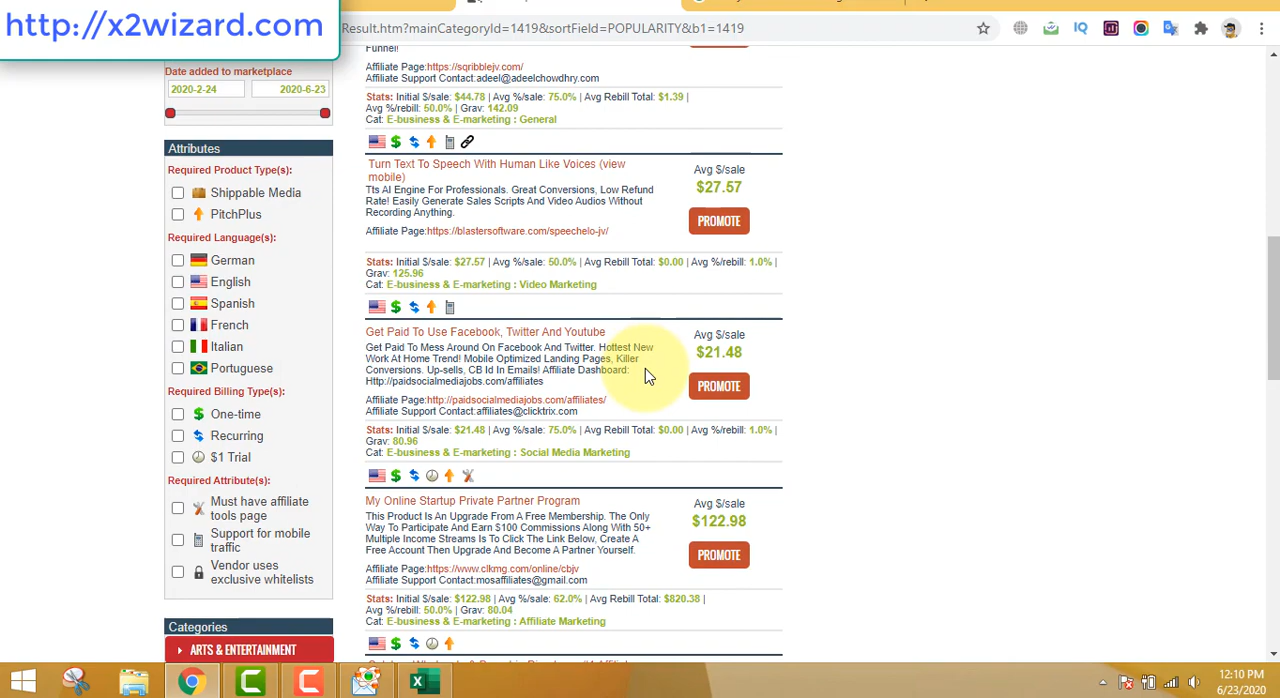 http://x2wizard.com
Result.htm?mainCategoryId=1419&sortField=POPULARITY&b1=1419
IQ
Funnel!
Affiliate Page:https://sqribblejv.com/
Affiliate Support Contact:adeel@adeelchowdhry.com
Stats: Initial $/sale: $44.78 | Avg %/sale: 75.0% | Avg Rebill Total: $1.39 |
Avg %/rebill: 50.0% | Grav: 142.09
Cat: E-business & E-marketing : General
Date added to marketplace
2020-2-24
2020-6-23
Attributes
Required Product Type(s):
Shippable Media
PitchPlus
Required Language(s):
German
English
Spanish
French
Italian
Portuguese
Required Billing Type(s):
One-time
Recurring
$1 Trial
Required Attribute(s):
Must have affiliate
tools page
Support for mobile
traffic
Vendor uses
exclusive whitelists
Categories
ARTS & ENTERTAINMENT
Turn Text To Speech With Human Like Voices (view
mobile)
Tts AI Engine For Professionals. Great Conversions, Low Refund
Rate! Easily Generate Sales Scripts And Video Audios Without
Recording Anything.
Affiliate Page:https://blastersoftware.com/speechelo-jv/
Avg $/sale
$27.57
PROMOTE
Stats: Initial $/sale: $27.57 | Avg %/sale: 50.0% | Avg Rebill Total: $0.00 | Avg %/rebill: 1.0% |
Grav: 125.96
Cat: E-business & E-marketing : Video Marketing
Get Paid To Use Facebook, Twitter And Youtube
Get Paid To Mess Around On Facebook And Twitter. Hottest New
Work At Home Trend! Mobile Optimized Landing Pages, Killer
Conversions. Up-sells, CB Id In Emails! Affiliate Dashboard:
Http://paidsocialmediajobs.com/affiliates
Affiliate Page:http://paidsocialmediajobs.com/affiliates/
Affiliate Support Contact:affiliates@clicktrix.com
Avg $/sale
$21.48
PROMOTE
Stats: Initial $/sale: $21.48 | Avg %/sale: 75.0% | Avg Rebill Total: $0.00 | Avg %/rebill: 1.0% |
Grav: 80.96
Cat: E-business & E-marketing : Social Media Marketing
My Online Startup Private Partner Program
This Product Is An Upgrade From A Free Membership. The Only
Way To Participate And Earn $100 Commissions Along With 50+
Multiple Income Streams Is To Click The Link Below, Create A
Free Account Then Upgrade And Become A Partner Yourself.
Affiliate Page:https://www.clkmg.com/online/cbjv
Affiliate Support Contact:mosaffiliates@gmail.com
Avg $/sale
$122.98
PROMOTE
Stats: Initial $/sale: $122.98 | Avg %/sale: 62.0% | Avg Rebill Total: $820.38 |
Avg %/rebill: 50.0% | Grav: 80.04
Cat: E-business & E-marketing : Affiliate Marketing
12:10 PM
6/23/2020